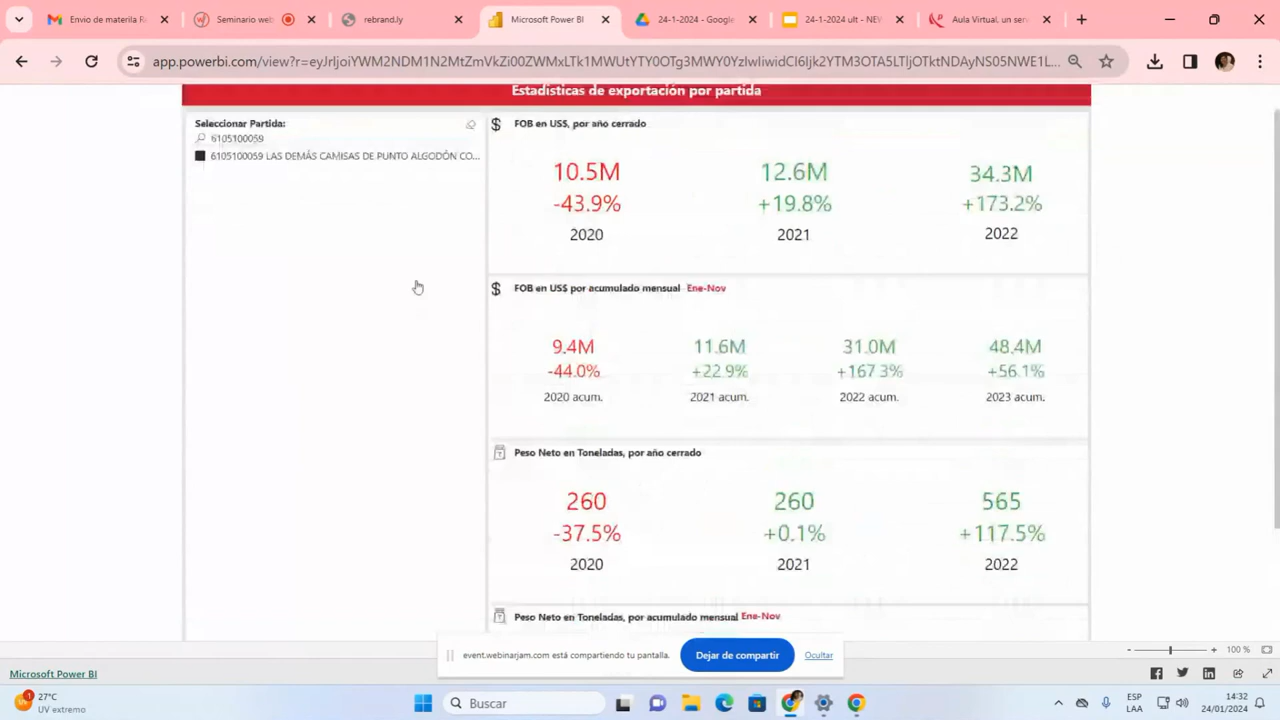 Envio de materila R
Seminario web
rebrand.ly
Microsoft Power BI
24-1-2024 - Google
24-1-2024 ult - NEV
Aula Virtual, un ser
Estadísticas de exportación por partida
Seleccionar Partida:
6105100059
6105100059 LAS DEMÁS CAMISAS DE PUNTO ALGODÓN CO...
$ FOB en US$, por año cerrado
10.5M 12.6M 34.3M
-43.9% +19.8% +173.2%
2020 2021 2022
$ FOB en US$ por acumulado mensual Ene-Nov
9.4M 11.6M 31.0M 48.4M
-44.0% +22.9% +167.3% +56.1%
2020 acum. 2021 acum. 2022 acum. 2023 acum.
Peso Neto en Toneladas, por año cerrado
260 260 565
-37.5% +0.1% +117.5%
2020 2021 2022
Peso Neto en Toneladas, por acumulado mensual Ene-Nov
event.webinarjam.com está compartiendo tu pantalla.
Dejar de compartir
Ocultar
- + 100 %
Microsoft Power BI
1
27°C
UV extremo
Buscar
ESP
LAA
14:32
24/01/2024